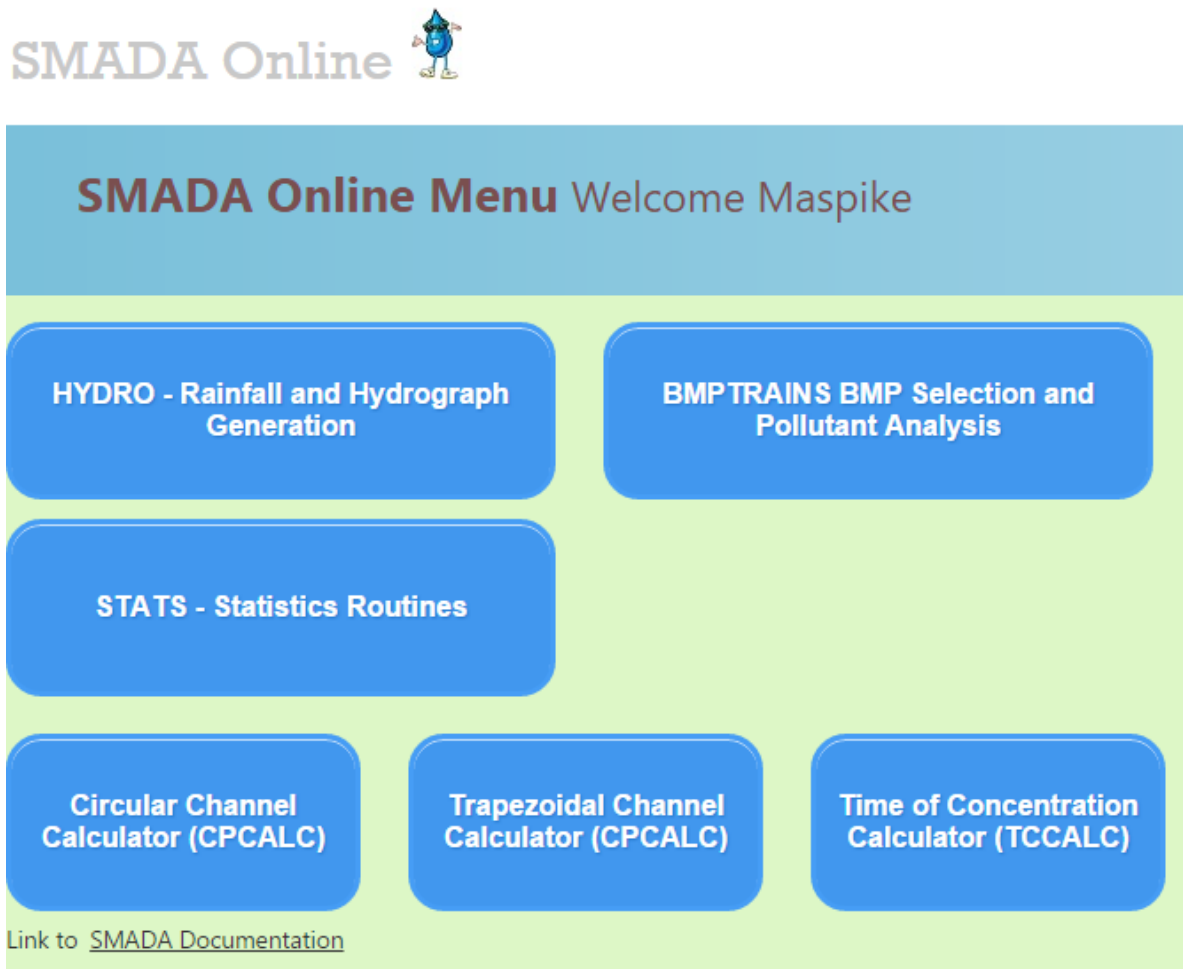 SMADA Online
SMADA Online Menu Welcome Maspike
HYDRO - Rainfall and Hydrograph
Generation
BMPTRAINS BMP Selection and
Pollutant Analysis
STATS - Statistics Routines
Circular Channel
Calculator (CPCALC)
Trapezoidal Channel
Calculator (CPCALC)
Time of Concentration
Calculator (TCCALC)
Link to SMADA Documentation